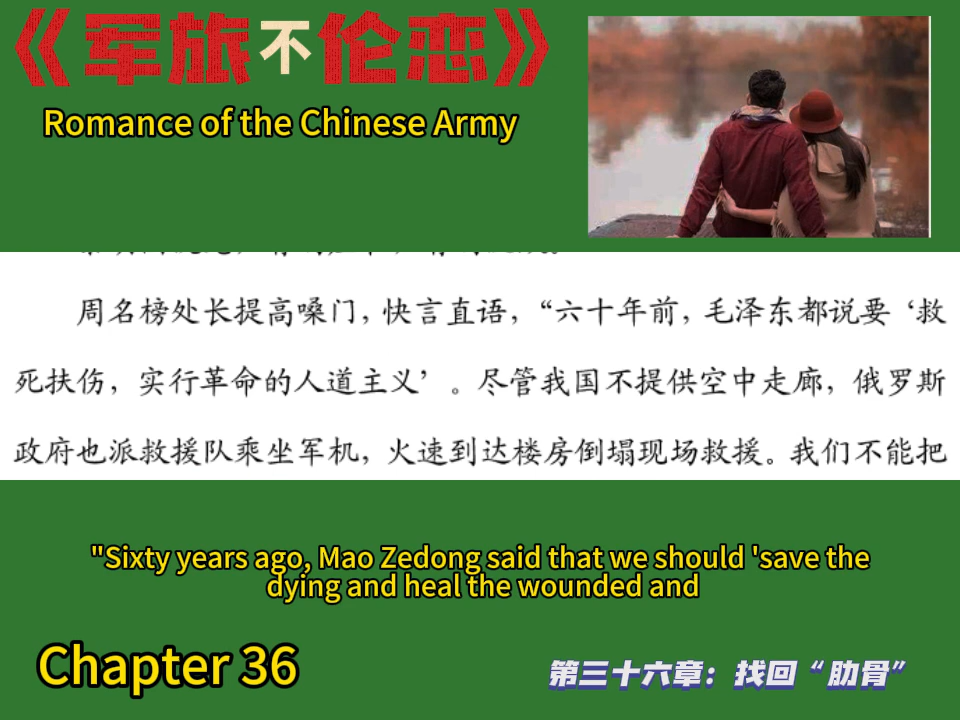 《军旅不伦恋》
Romance of the Chinese Army
周名榜处长提高嗓门，快言直语，“六十年前，毛泽东都说要‘救
死扶伤，实行革命的人道主义’。尽管我国不提供空中走廊，俄罗斯
政府也派救援队乘坐军机，火速到达楼房倒塌现场救援。我们不能把
"Sixty years ago, Mao Zedong said that we should 'save the
dying and heal the wounded and
Chapter 36
第三十六章：找回“肋骨”